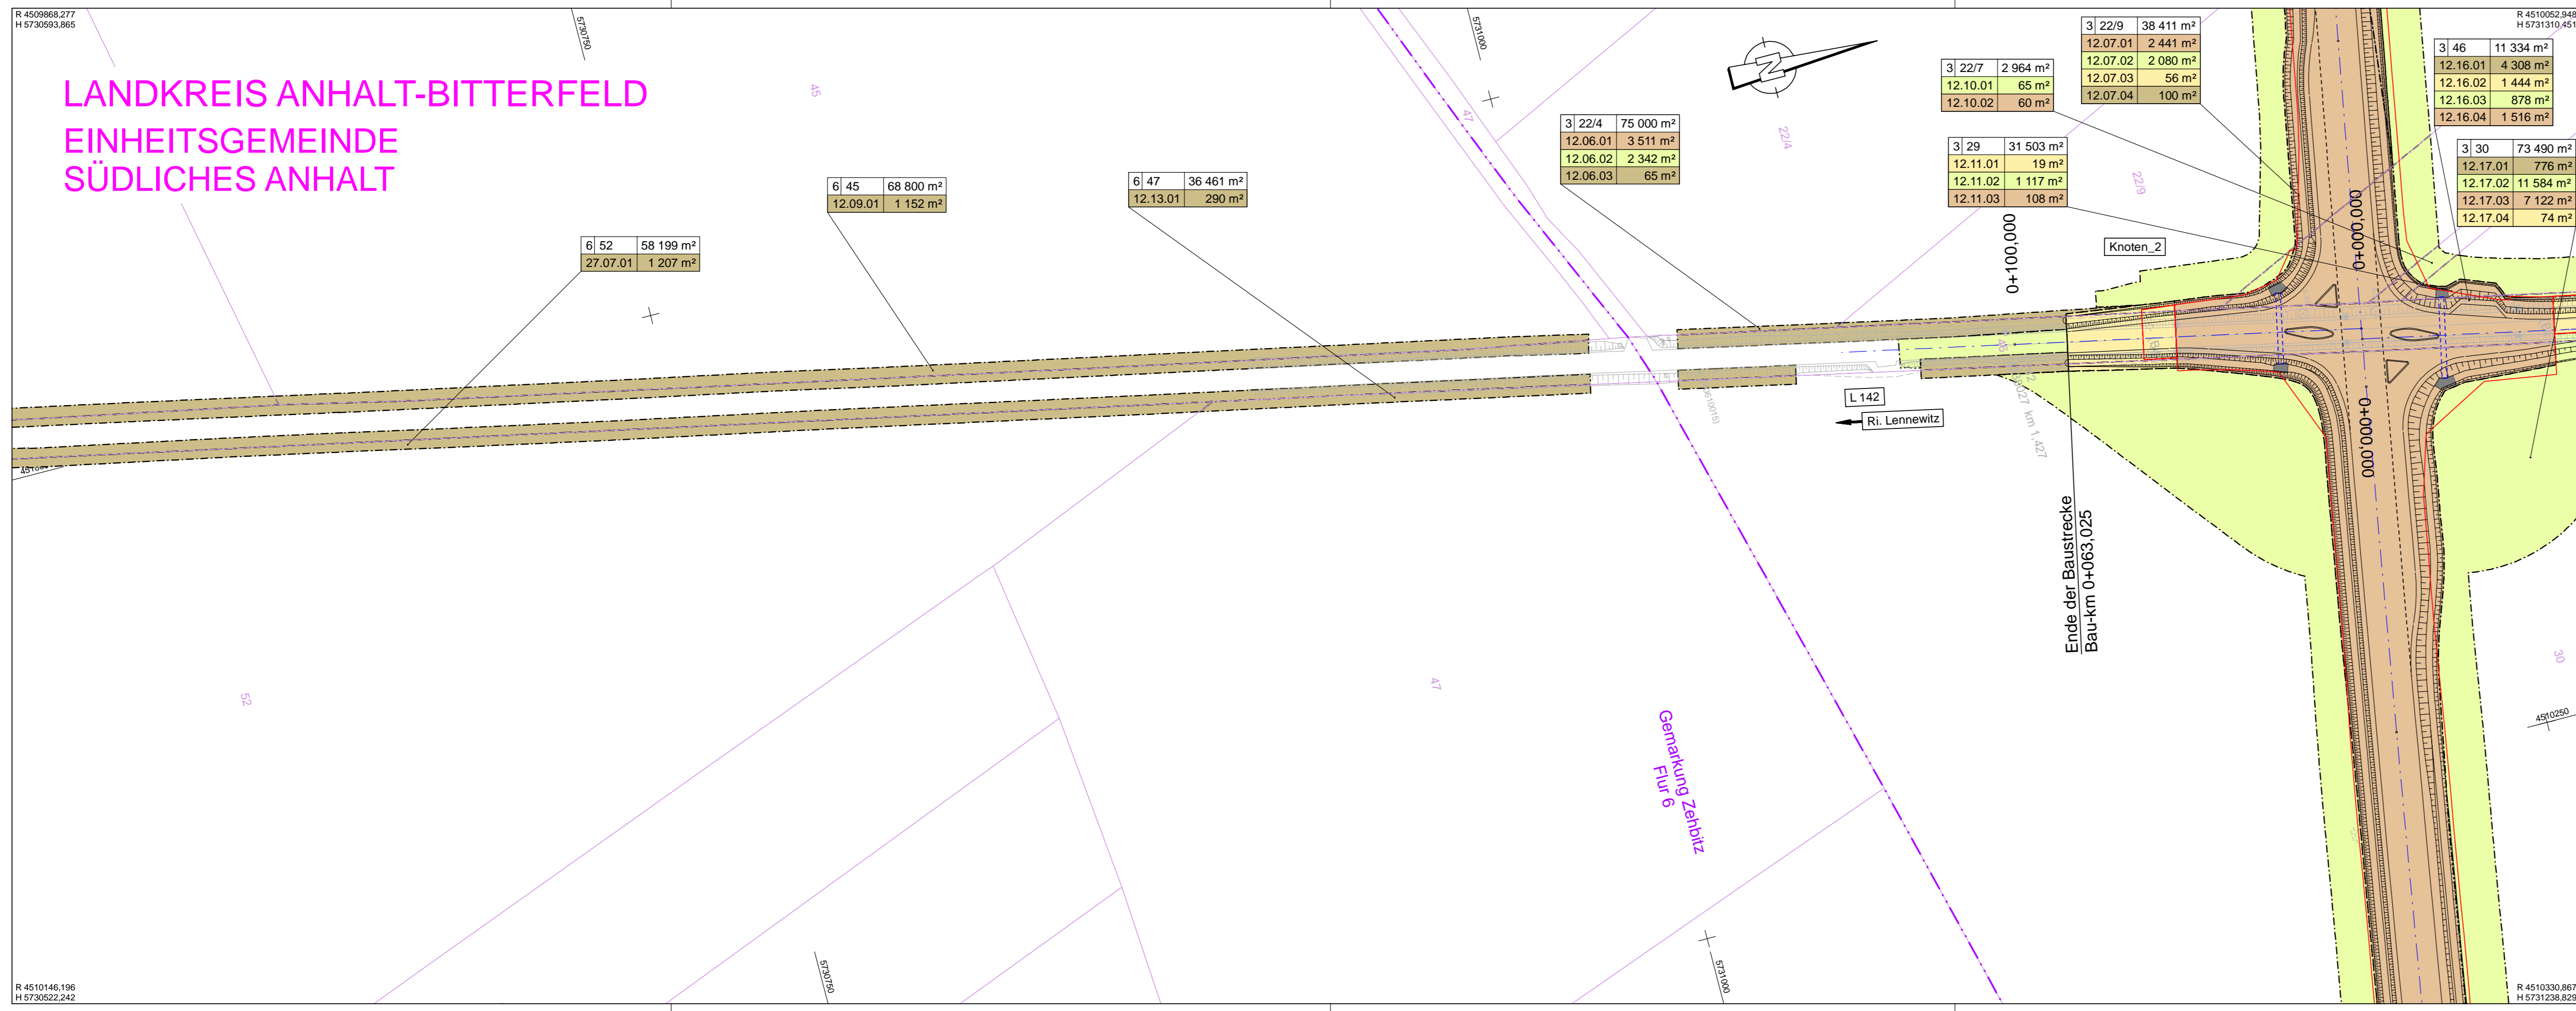 R 4509868,277
H 5730593,865
5730750
5731000
R 4510052,948
H 5731310,451
LANDKREIS ANHALT-BITTERFELD
EINHEITSGEMEINDE
SÜDLICHES ANHALT
45
47
22/4
22/9
6 52 58 199 m²
27.07.01 1 207 m²
6 45 68 800 m²
12.09.01 1 152 m²
6 47 36 461 m²
12.13.01 290 m²
3 22/4 75 000 m²
12.06.01 3 511 m²
12.06.02 2 342 m²
12.06.03 65 m²
3 22/7 2 964 m²
12.10.01 65 m²
12.10.02 60 m²
3 22/9 38 411 m²
12.07.01 2 441 m²
12.07.02 2 080 m²
12.07.03 56 m²
12.07.04 100 m²
3 29 31 503 m²
12.11.01 19 m²
12.11.02 1 117 m²
12.11.03 108 m²
3 46 11 334 m²
12.16.01 4 308 m²
12.16.02 1 444 m²
12.16.03 878 m²
12.16.04 1 516 m²
3 30 73 490 m²
12.17.01 776 m²
12.17.02 11 584 m²
12.17.03 7 122 m²
12.17.04 74 m²
N
0+100,000
Knoten_2
0+000,000
0+000,000
46
L 142
Ri. Lennewitz
km 1,427
Ende der Baustrecke
Bau-km 0+063,025
52
47
30
Gemarkung Zehbitz
Flur 6
4510250
5730750
5731000
R 4510146,196
H 5730522,242
R 4510330,867
H 5731238,829